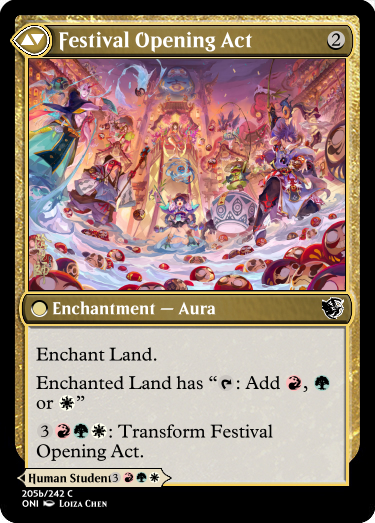 Festival Opening Act 2
Enchantment — Aura
Enchant Land.
Enchanted Land has “: Add , 
or ”
3 : Transform Festival
Opening Act.
Human Student 3
205b/242 C
ONI Loiza Chen